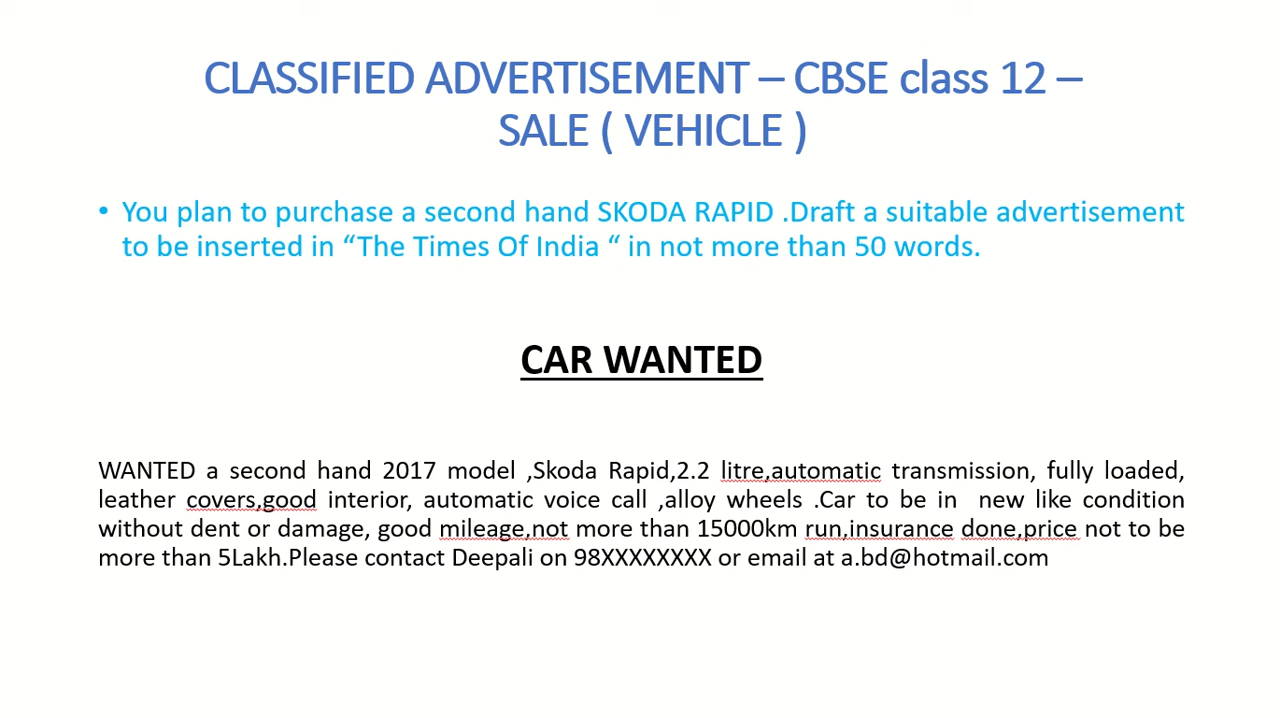 CLASSIFIED ADVERTISEMENT – CBSE class 12 –
SALE ( VEHICLE )
• You plan to purchase a second hand SKODA RAPID .Draft a suitable advertisement
to be inserted in “The Times Of India “ in not more than 50 words.
CAR WANTED
WANTED a second hand 2017 model ,Skoda Rapid,2.2 litre,automatic transmission, fully loaded,
leather covers,good interior, automatic voice call ,alloy wheels .Car to be in new like condition
without dent or damage, good mileage,not more than 15000km run,insurance done,price not to be
more than 5Lakh.Please contact Deepali on 98XXXXXXXX or email at a.bd@hotmail.com